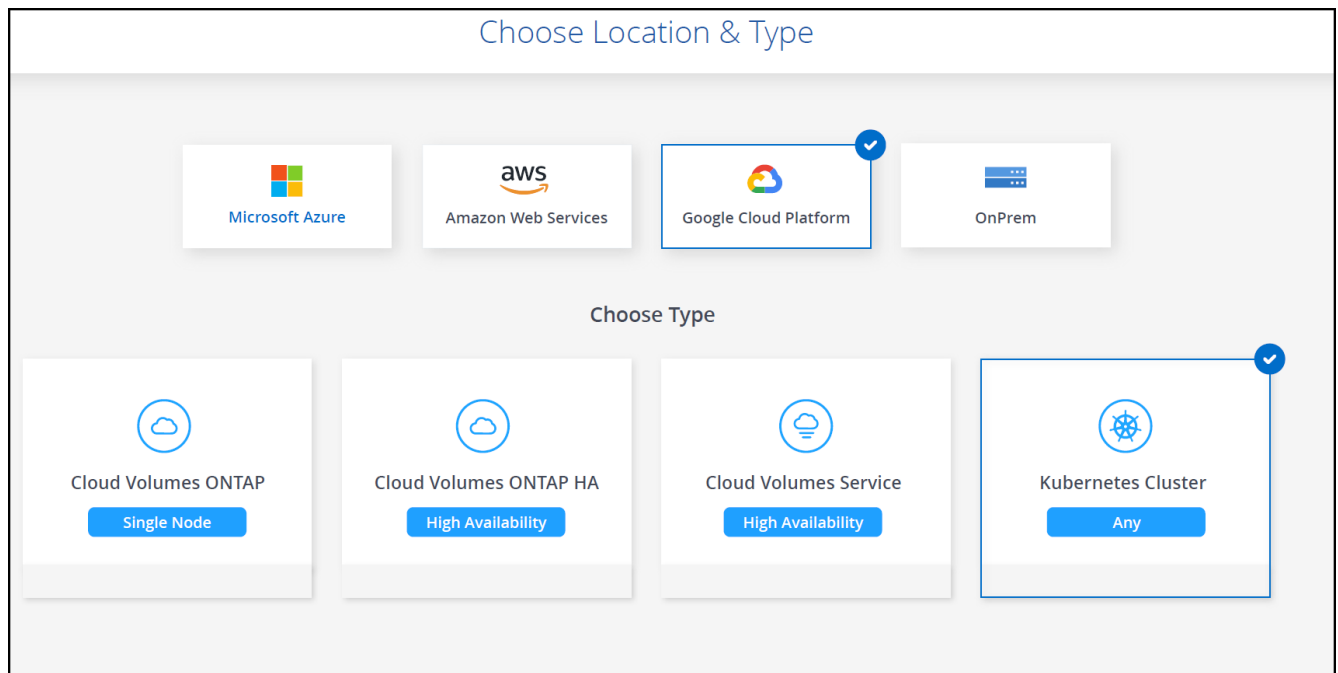 Choose Location & Type
aws
Microsoft Azure
Amazon Web Services
Google Cloud Platform
OnPrem
Choose Type
Cloud Volumes ONTAP
Cloud Volumes ONTAP HA
Cloud Volumes Service
Kubernetes Cluster
Single Node
High Availability
High Availability
Any